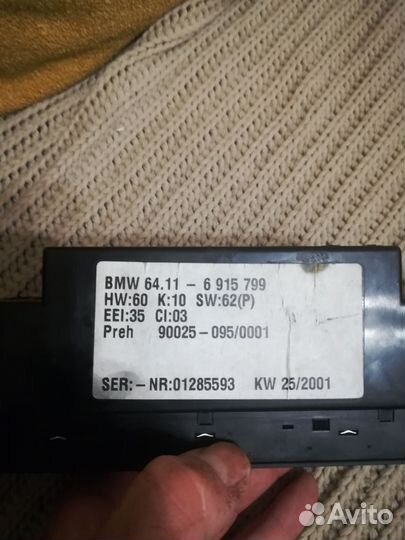 BMW 64.11 - 6 915 799
HW:60 K:10 SW:62(P)
EEI:35 CI:03
Preh 90025-095/0001
SER:-NR:01285593 KW 25/2001
Avito